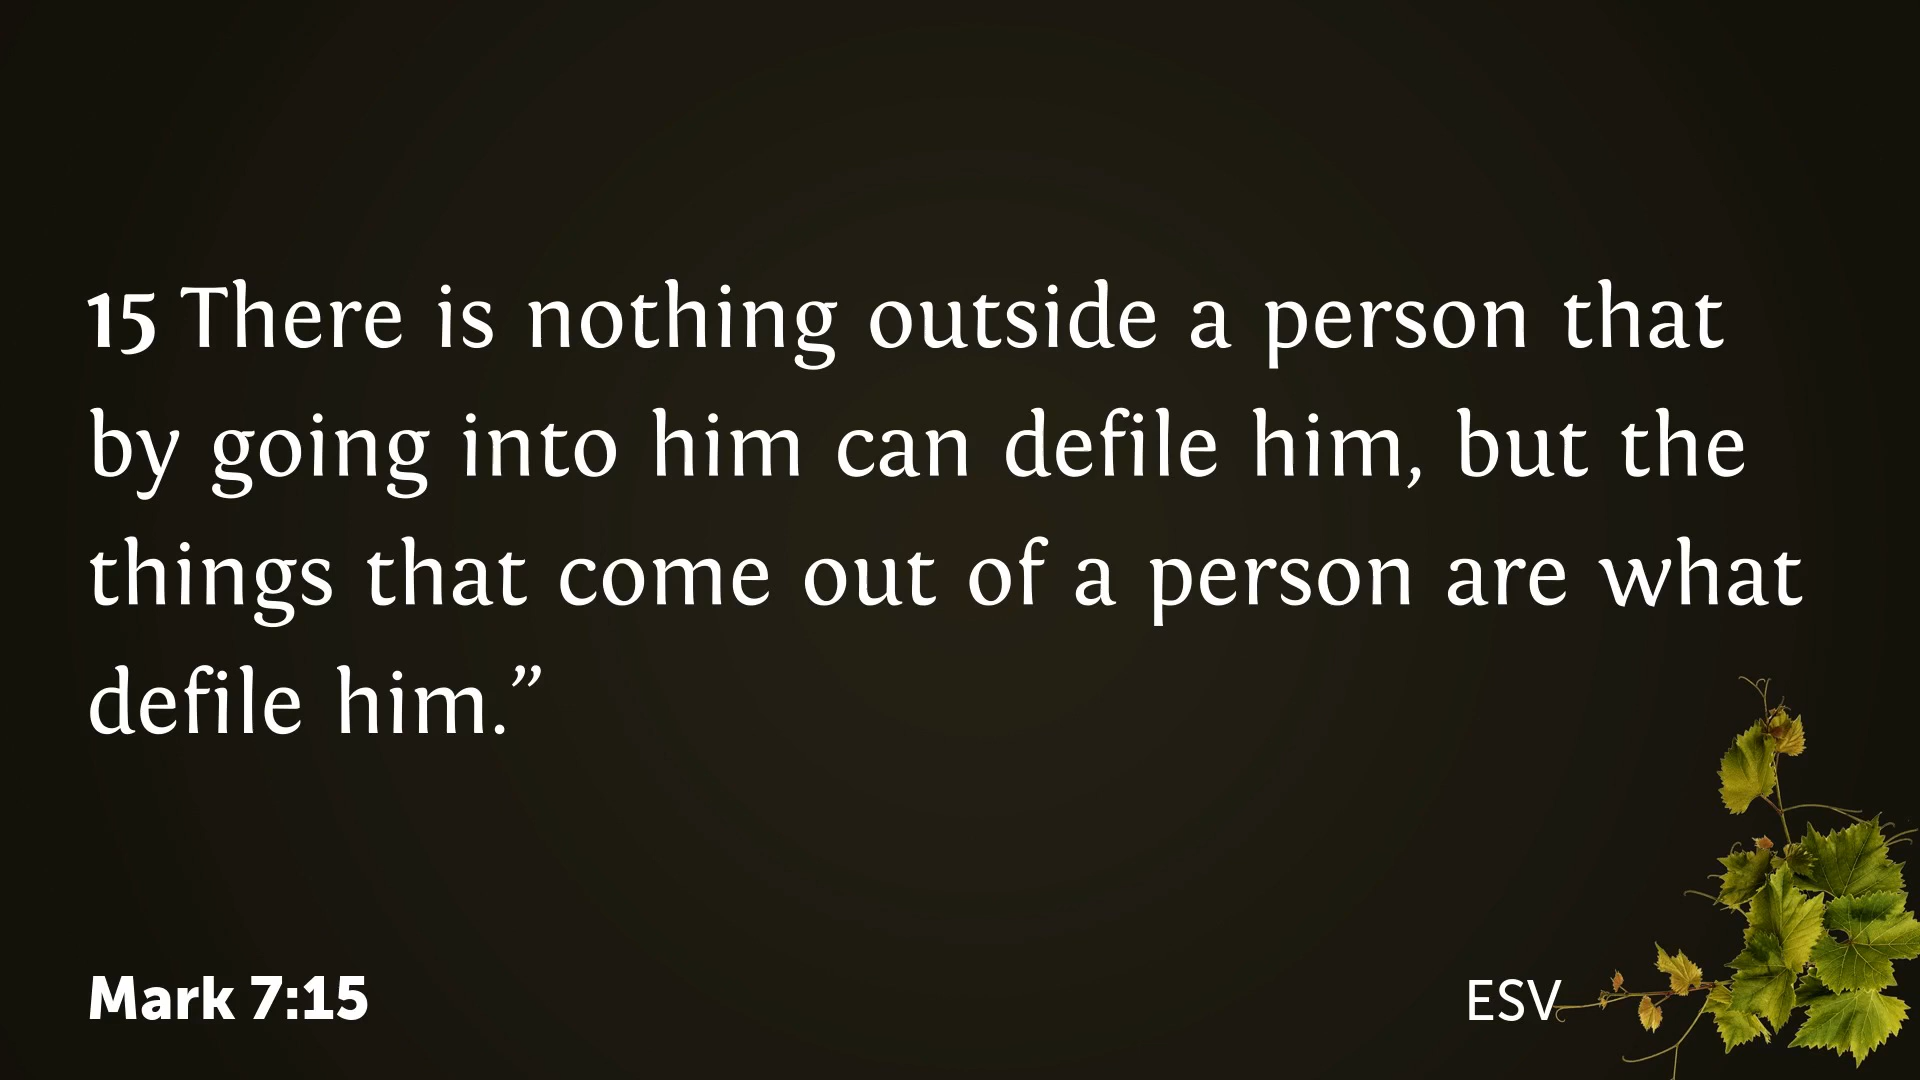 15 There is nothing outside a person that
by going into him can defile him, but the
things that come out of a person are what
defile him.”
Mark 7:15
ESV